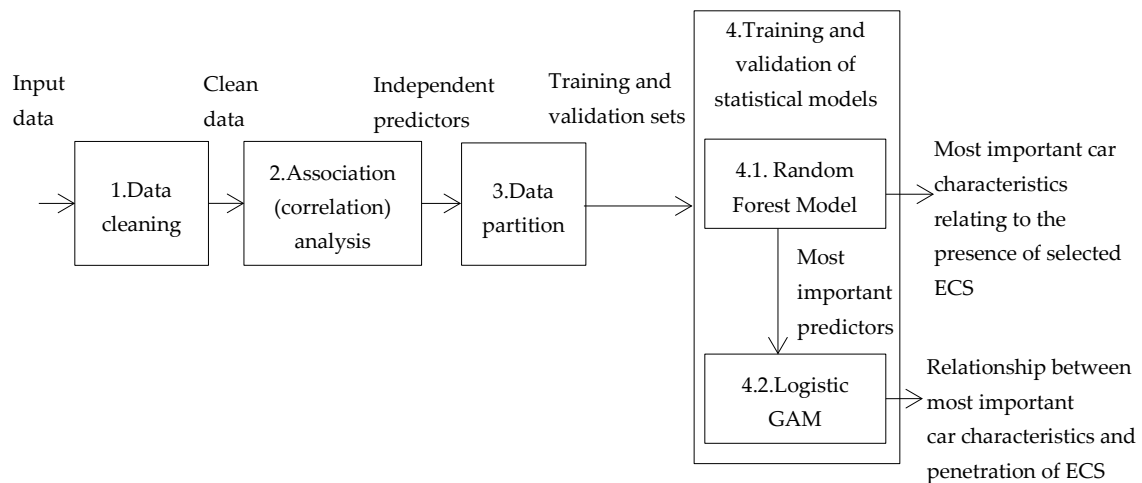 Input
data
1.Data
cleaning
Clean
data
2.Association
(correlation)
analysis
Independent
predictors
3.Data
partition
Training and
validation sets
4.Training and
validation of
statistical models
4.1. Random
Forest Model
Most
important
predictors
4.2.Logistic
GAM
Most important car
characteristics
relating to the
presence of selected
ECS
Relationship between
most important
car characteristics and
penetration of ECS